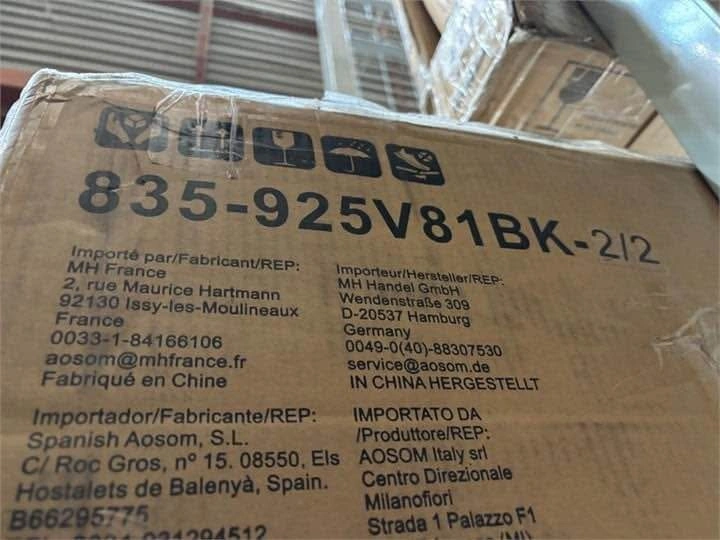 835-925V81BK-2/2
Importé par/Fabricant/REP:
MH France
2, rue Maurice Hartmann
92130 Issy-les-Moulineaux
France
0033-1-84166106
aosom@mhfrance.fr
Fabriqué en Chine
Importeur/Hersteller/REP:
MH Handel GmbH
Wendenstraße 309
D-20537 Hamburg
Germany
0049-0(40)-88307530
service@aosom.de
IN CHINA HERGESTELLT
Importador/Fabricante/REP:
Spanish Aosom, S.L.
C/ Roc Gros, nº 15. 08550, Els
Hostalets de Balenyà, Spain.
B66295775
IMPORTATO DA
/Produttore/REP:
AOSOM Italy srl
Centro Direzionale
Milanofiori
Strada 1 Palazzo F1